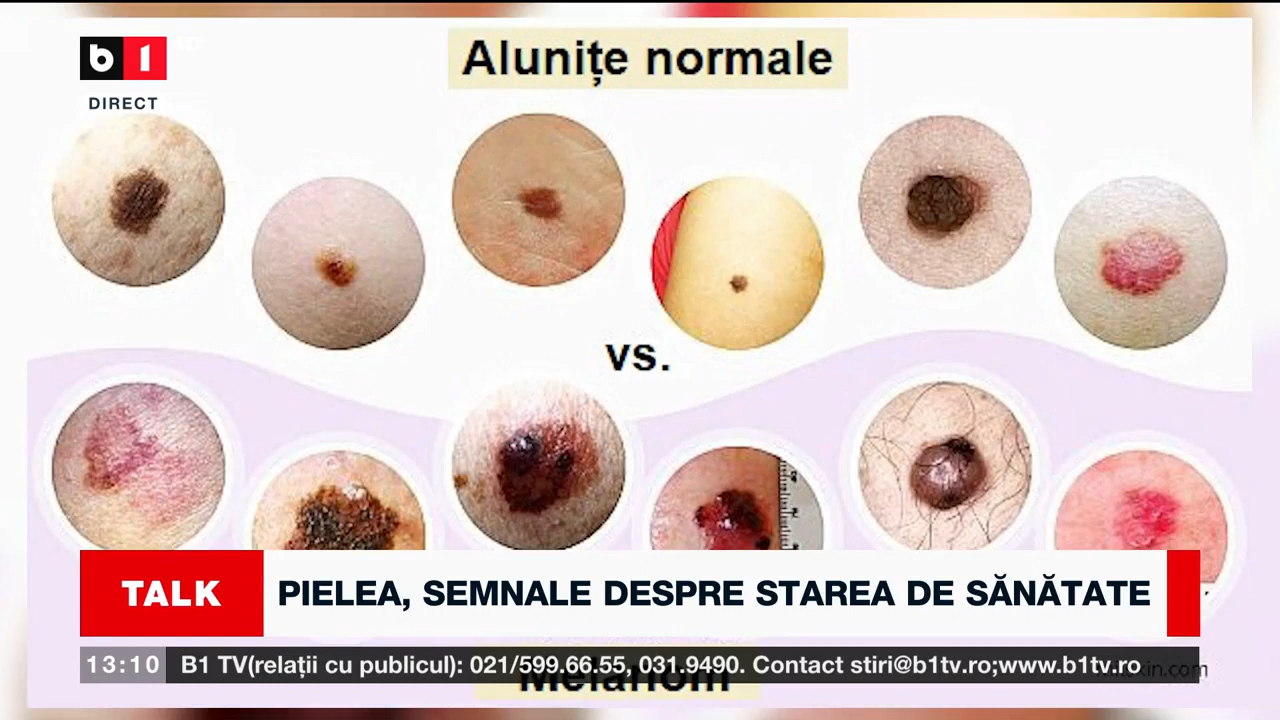 Alunițe normale
b1
DIRECT
vs.
TALK
PIELEA, SEMNALE DESPRE STAREA DE SĂNĂTATE
13:10 B1 TV(relații cu publicul): 021/599.66.55, 031.9490. Contact stiri@b1tv.ro;www.b1tv.ro
Melanom